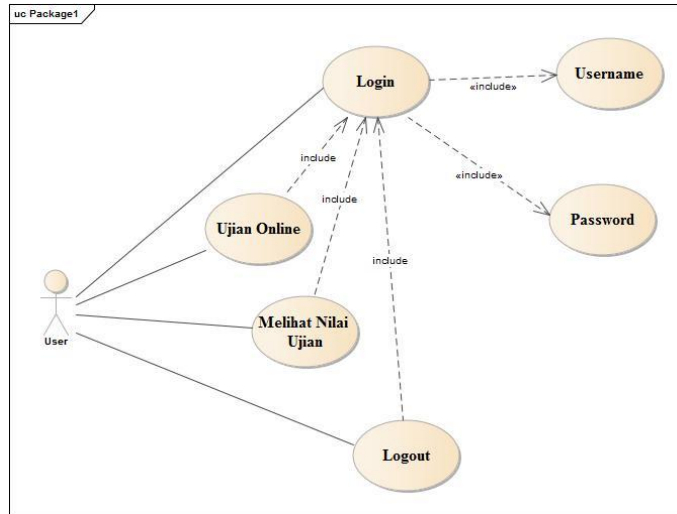 uc Package1
Login
Username
«include»
include
«include»
include
Ujian Online
Password
include
Melihat Nilai
Ujian
User
Logout